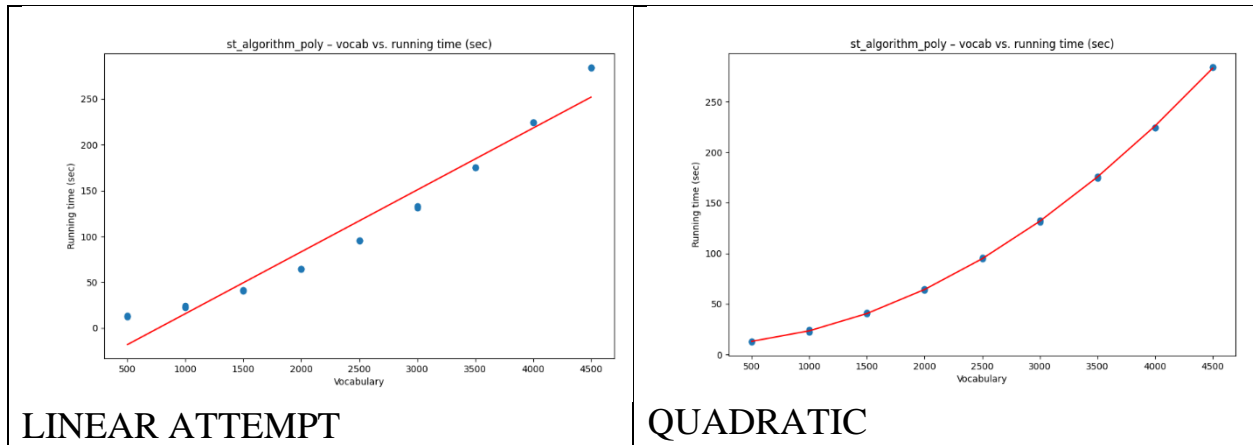 st_algorithm_poly – vocab vs. running time (sec)
250
200
150
100
50
0
Running time (sec)
500 1000 1500 2000 2500 3000 3500 4000 4500
Vocabulary
LINEAR ATTEMPT
st_algorithm_poly – vocab vs. running time (sec)
250
200
150
100
50
0
Running time (sec)
500 1000 1500 2000 2500 3000 3500 4000 4500
Vocabulary
QUADRATIC